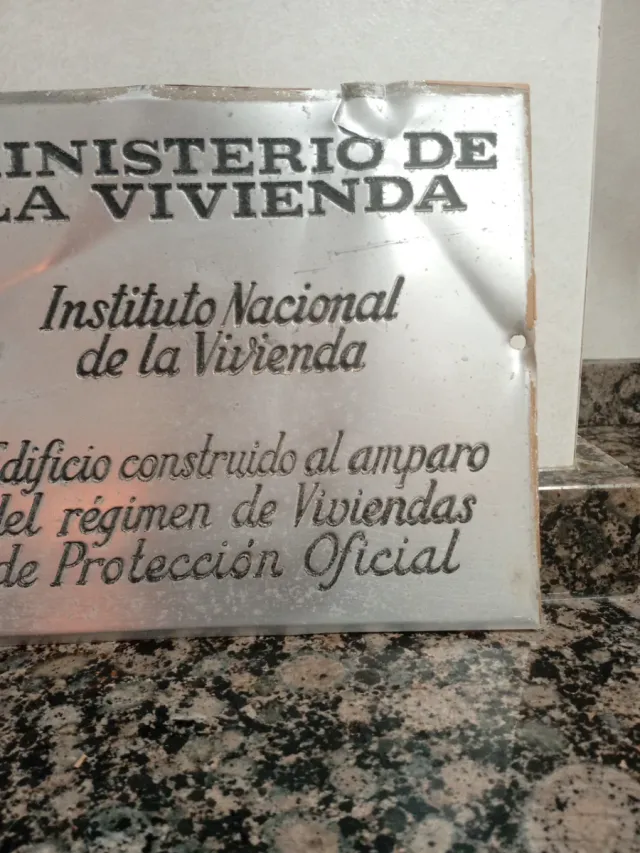 MINISTERIO DE
LA VIVIENDA
Instituto Nacional
de la Vivienda
Edificio construido al amparo
del régimen de Viviendas
de Protección Oficial